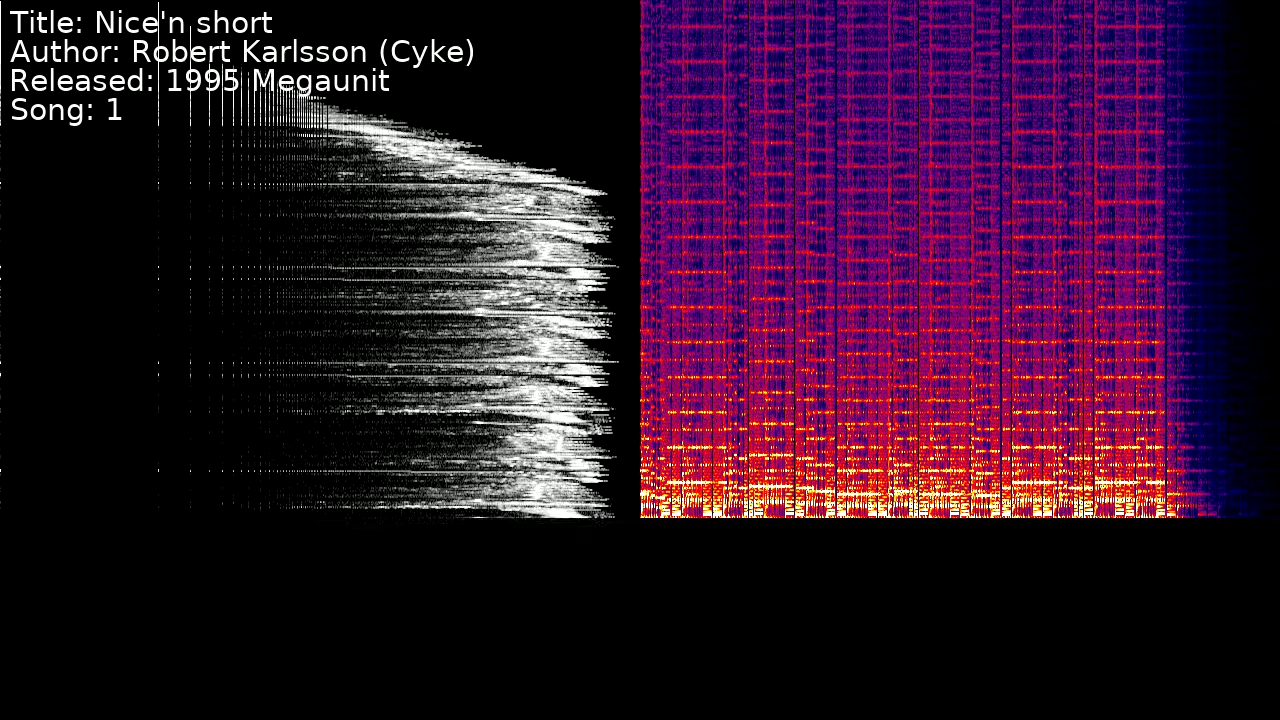 Title: Nice'n short
Author: Robert Karlsson (Cyke)
Released: 1995 Megaunit
Song: 1